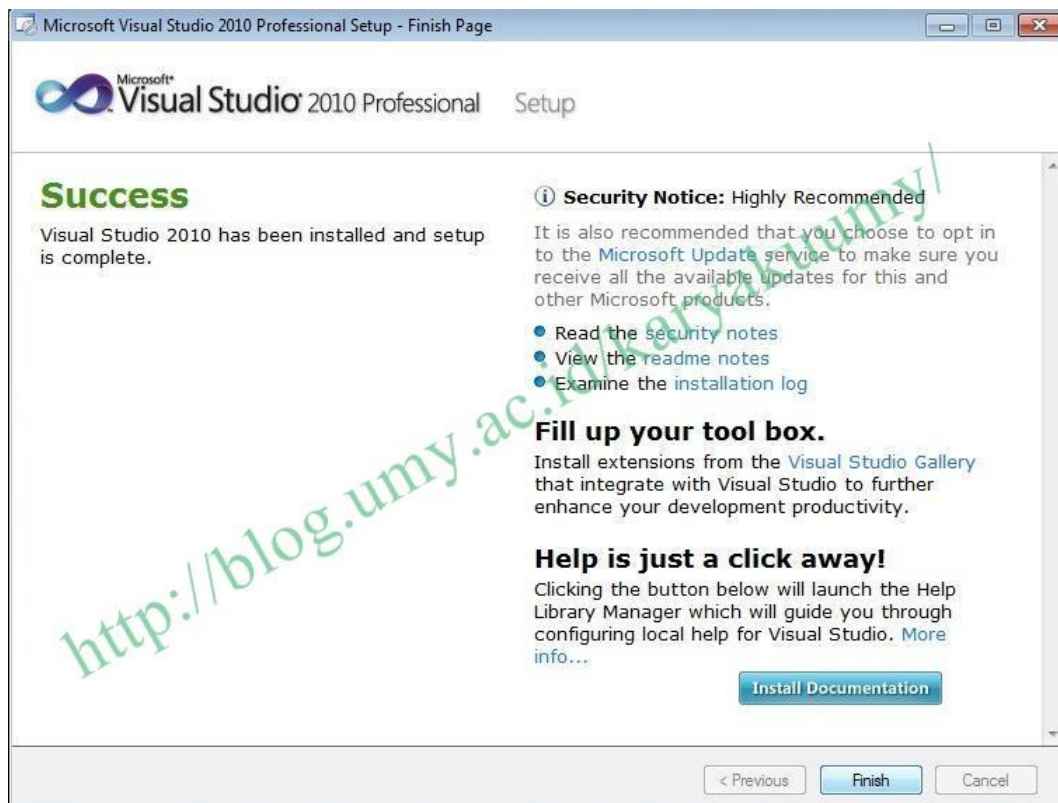 Microsoft Visual Studio 2010 Professional Setup - Finish Page
Microsoft®
Visual Studio® 2010 Professional Setup
Success
Visual Studio 2010 has been installed and setup
is complete.
Security Notice: Highly Recommended
It is also recommended that you choose to opt in
to the Microsoft Update service to make sure you
receive all the available updates for this and
other Microsoft products.
Read the security notes
View the readme notes
Examine the installation log
Fill up your tool box.
Install extensions from the Visual Studio Gallery
that integrate with Visual Studio to further
enhance your development productivity.
Help is just a click away!
Clicking the button below will launch the Help
Library Manager which will guide you through
configuring local help for Visual Studio. More
info...
Install Documentation
< Previous
Finish
Cancel
http://blog.umy.ac.id/karyakuumy/